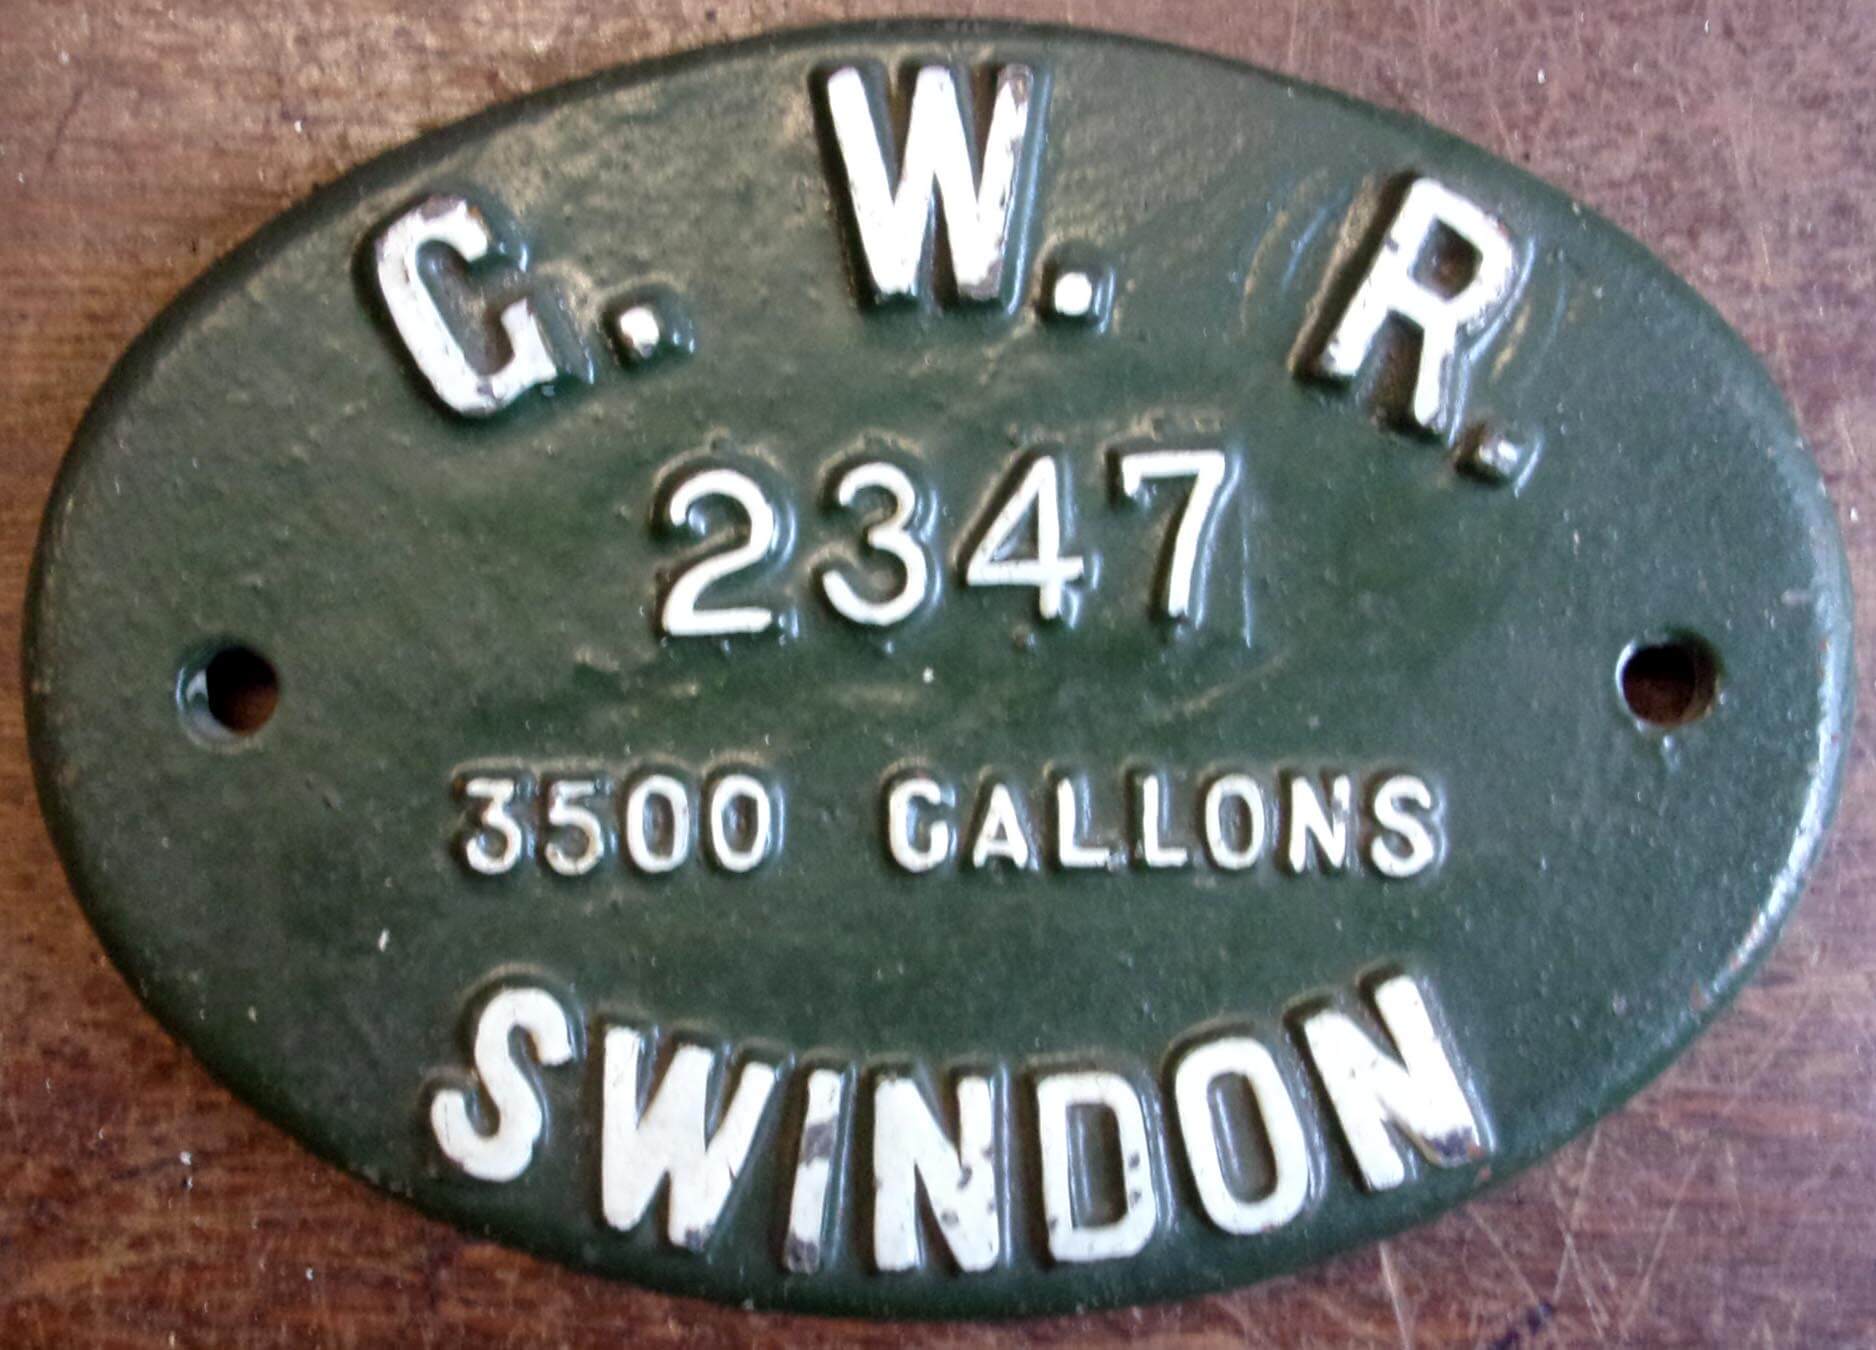 G. W. R.
2347
3500 GALLONS
SWINDON